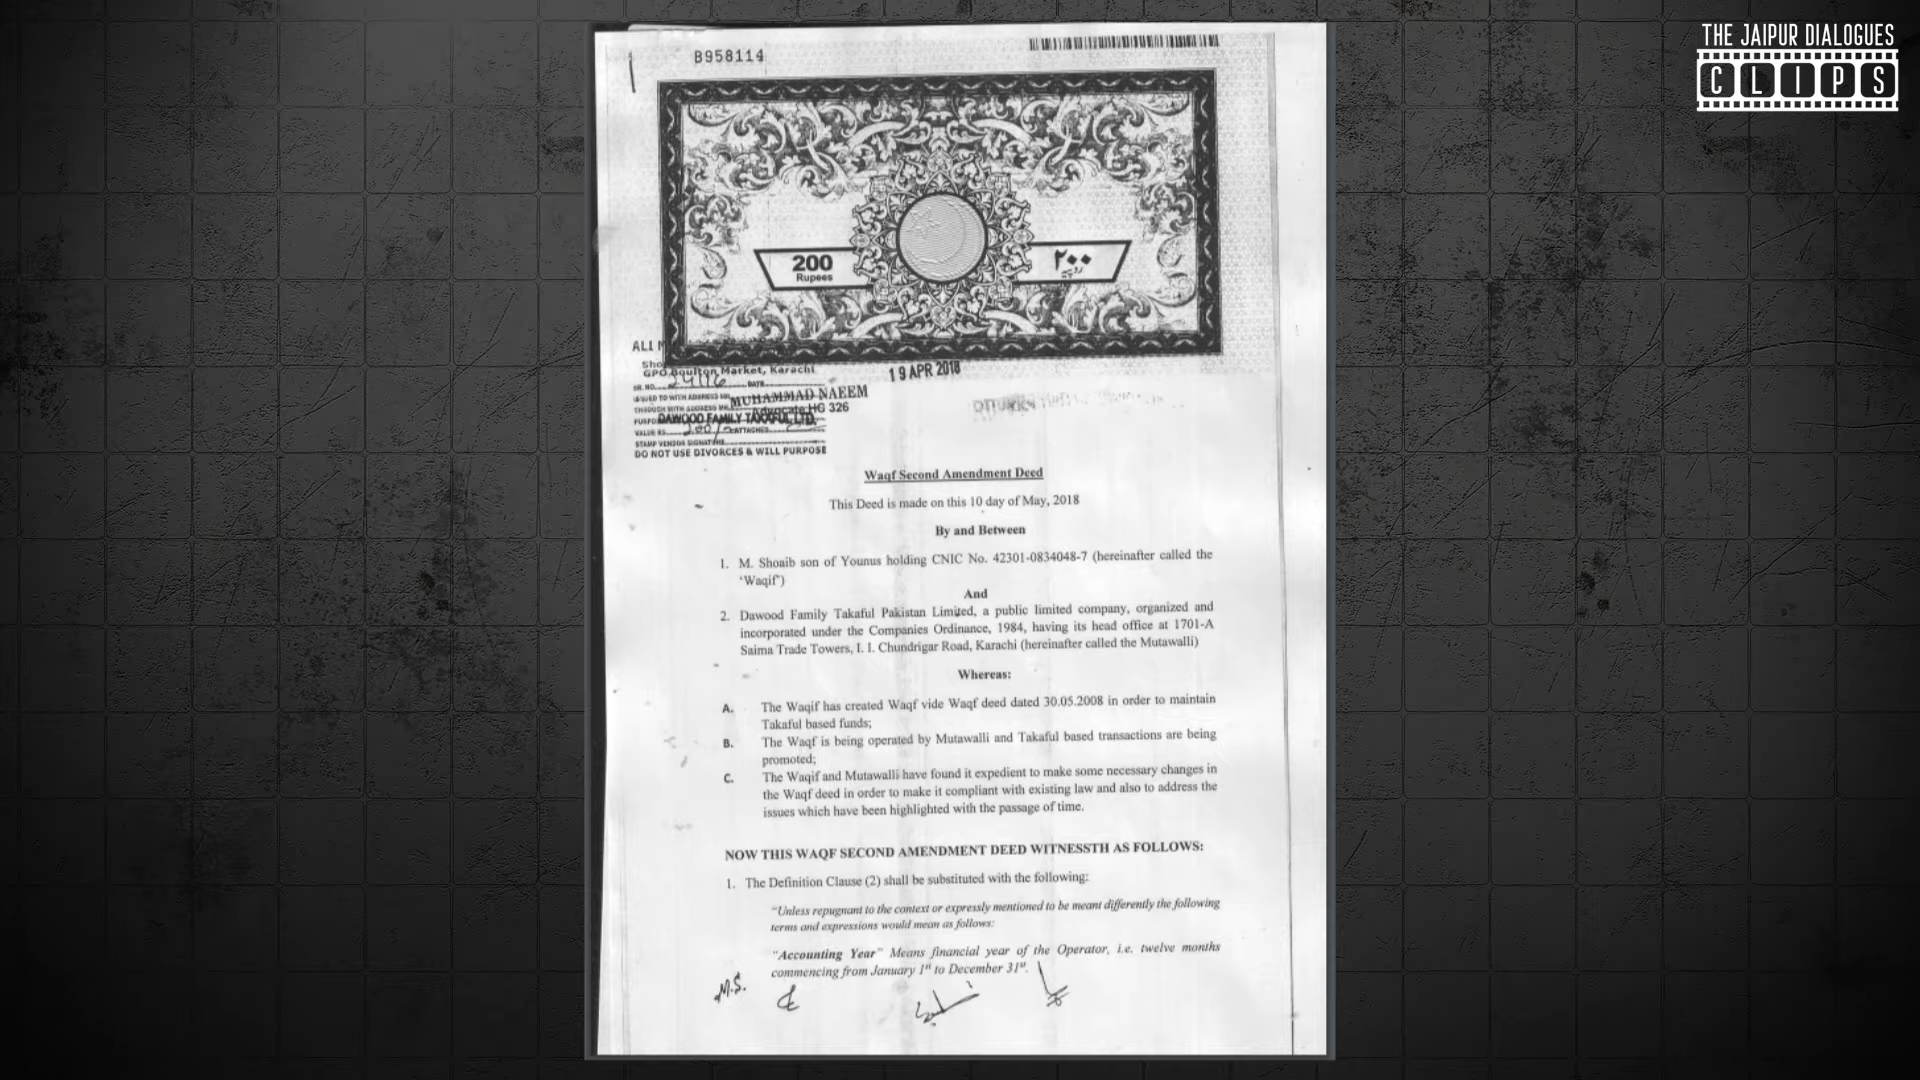 THE JAIPUR DIALOGUES
CLIPS
B958114
200
Rupees
۲۰۰
روپیہ
ALI
GPO Boulton Market, Karachi
19 APR 2018
MUHAMMAD NAEEM
Advocate HC 326
DAWOOD FAMILY TAKAFUL LTD.
STAMP VENDOR SIGNATURE
DO NOT USE DIVORCES & WILL PURPOSE
Waqf Second Amendment Deed
This Deed is made on this 10 day of May, 2018
By and Between
1. M. Shoaib son of Younus holding CNIC No. 42301-0834048-7 (hereinafter called the
‘Waqif’)
And
2. Dawood Family Takaful Pakistan Limited, a public limited company, organized and
incorporated under the Companies Ordinance, 1984, having its head office at 1701-A
Saima Trade Towers, I. I. Chundrigar Road, Karachi (hereinafter called the Mutawalli)
Whereas:
A. The Waqif has created Waqf vide Waqf deed dated 30.05.2008 in order to maintain
Takaful based funds;
B. The Waqf is being operated by Mutawalli and Takaful based transactions are being
promoted;
C. The Waqif and Mutawalli have found it expedient to make some necessary changes in
the Waqf deed in order to make it compliant with existing law and also to address the
issues which have been highlighted with the passage of time.
NOW THIS WAQF SECOND AMENDMENT DEED WITNESSTH AS FOLLOWS:
1. The Definition Clause (2) shall be substituted with the following:
"Unless repugnant to the context or expressly mentioned to be meant differently the following
terms and expressions would mean as follows:
"Accounting Year" Means financial year of the Operator, i.e. twelve months
commencing from January 1st to December 31st.
M.S.